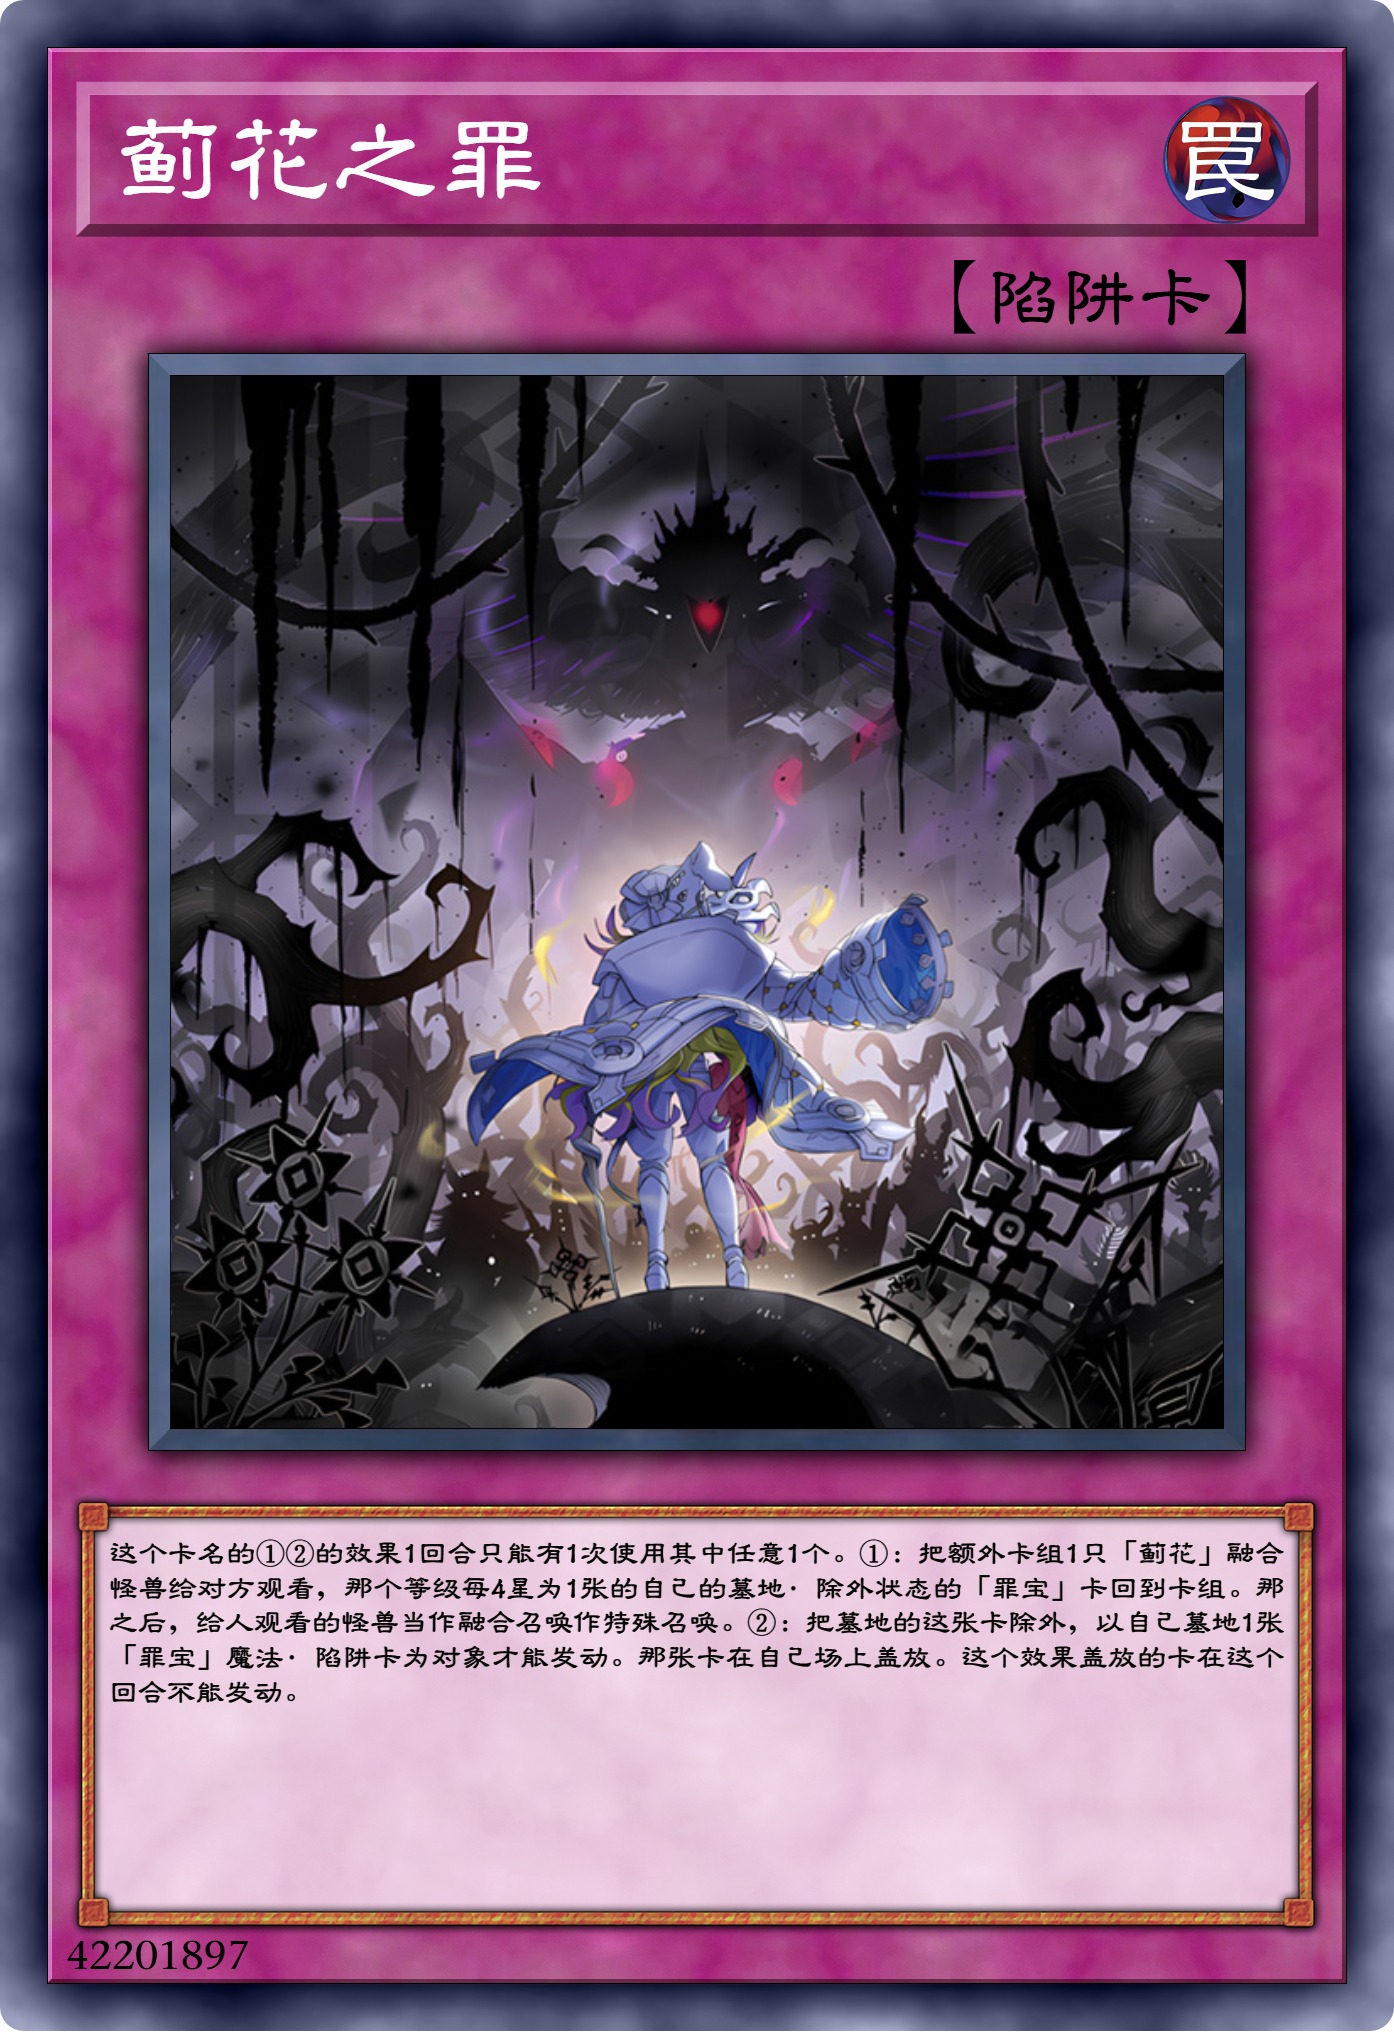 蓟花之罪
罠
【陷阱卡】
这个卡名的①②的效果1回合只能有1次使用其中任意1个。①：把额外卡组1只「蓟花」融合
怪兽给对方观看，那个等级每4星为1张的自己的墓地·除外状态的「罪宝」卡回到卡组。那
之后，给人观看的怪兽当作融合召唤作特殊召唤。②：把墓地的这张卡除外，以自己墓地1张
「罪宝」魔法·陷阱卡为对象才能发动。那张卡在自己场上盖放。这个效果盖放的卡在这个
回合不能发动。
42201897